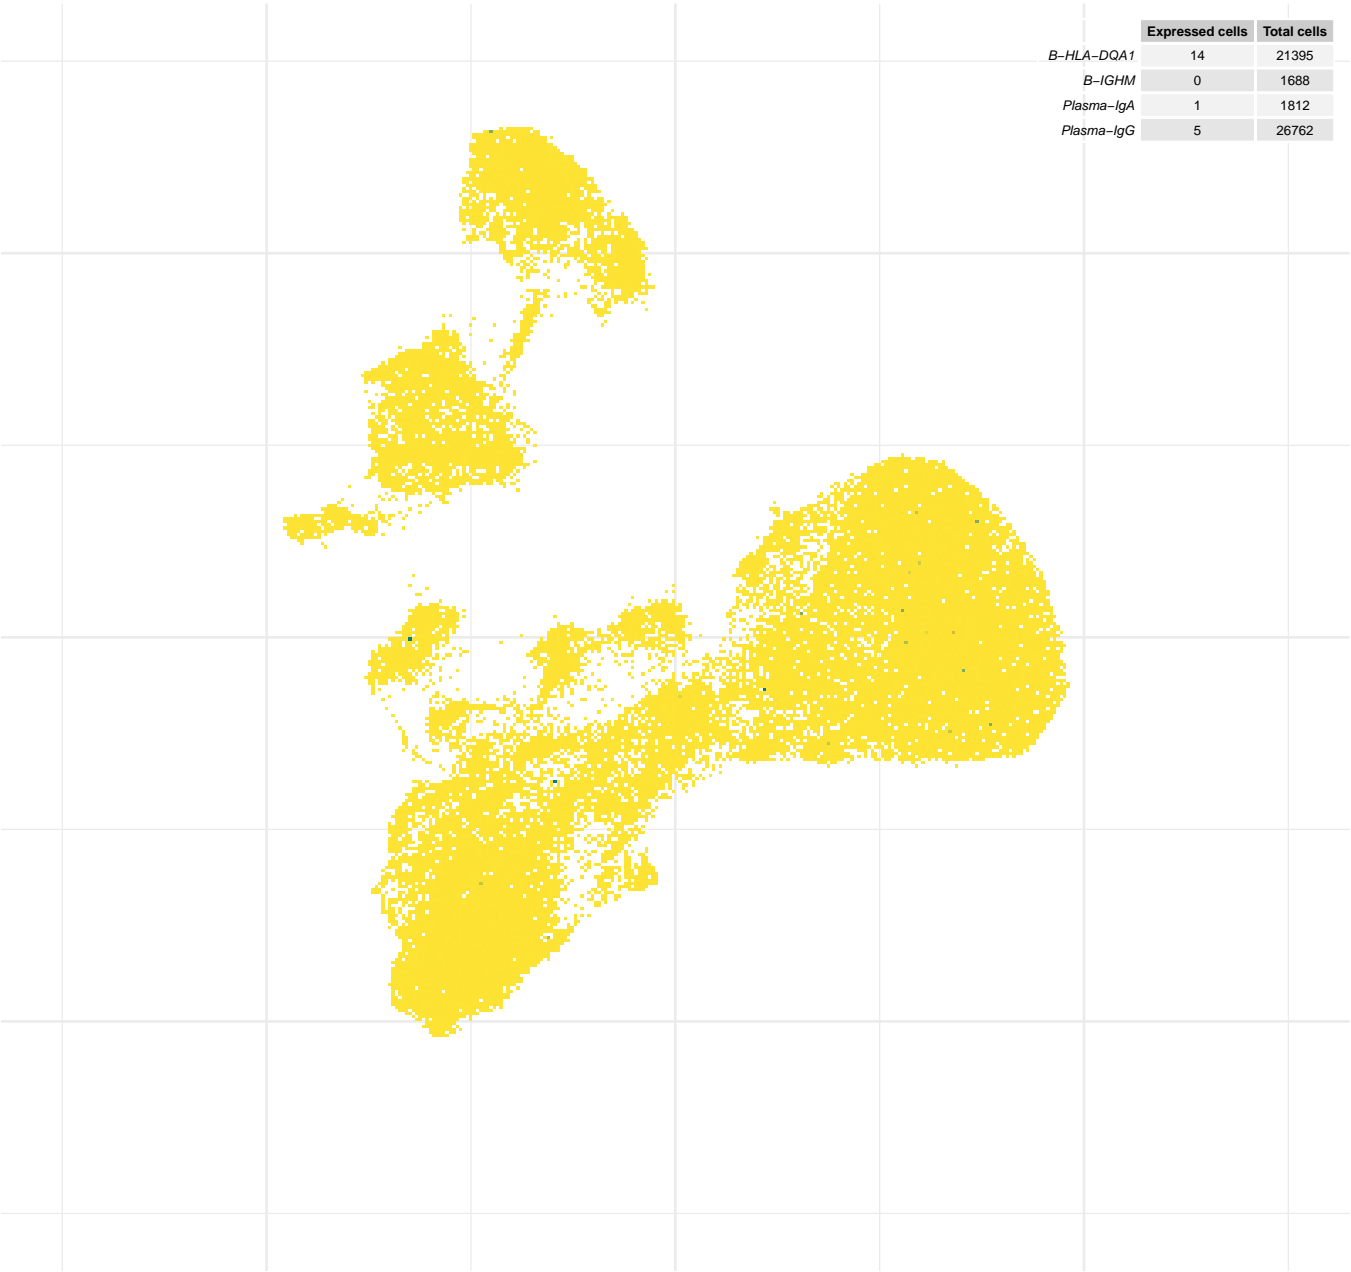 Expressed cells Total cells
B−HLA−DQA1 14 21395
B−IGHM 0 1688
Plasma−IgA 1 1812
Plasma−IgG 5 26762